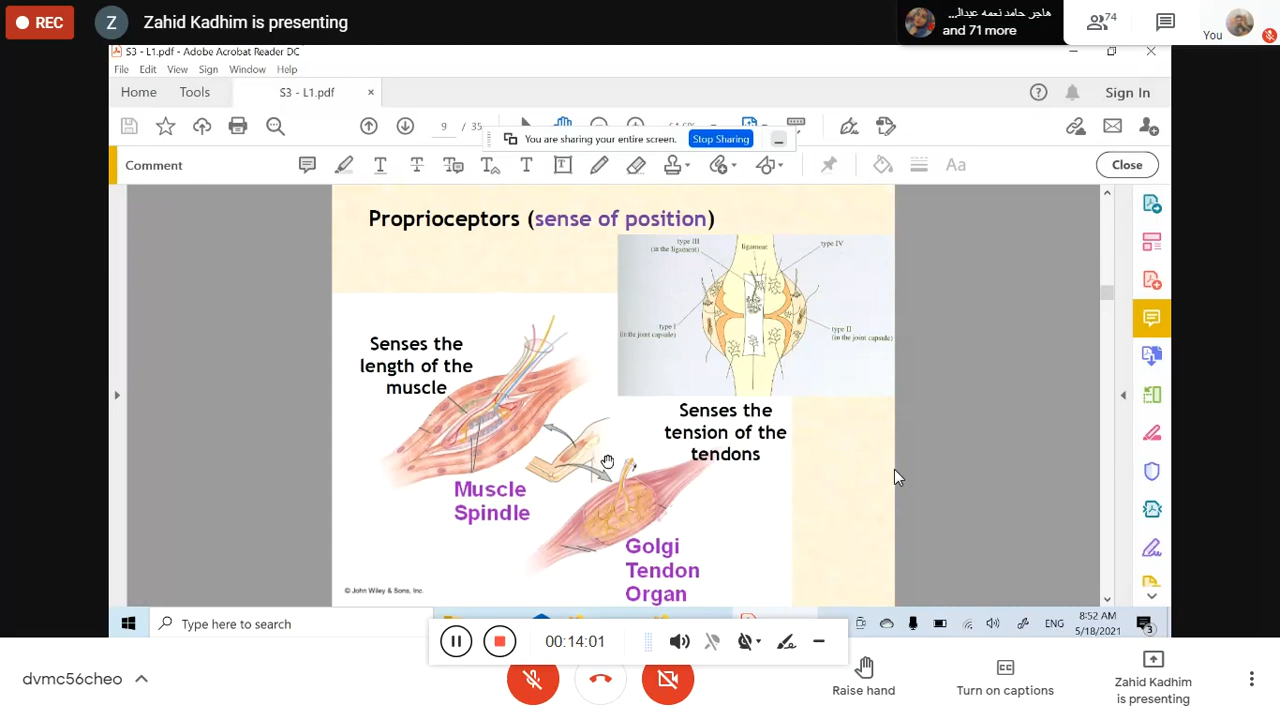 REC
Z
Zahid Kadhim is presenting
هاجر حامد نعمه عبدال...
and 71 more
74
You
S3 - L1.pdf - Adobe Acrobat Reader DC
File Edit View Sign Window Help
Home Tools S3 - L1.pdf × Sign In
9 / 35
You are sharing your entire screen. Stop Sharing
Comment
Aa
Close
Proprioceptors (sense of position)
type III
(in the ligament)
ligament
type IV
type I
(in the joint capsule)
type II
(in the joint capsule)
Senses the
length of the
muscle
Senses the
tension of the
tendons
Muscle
Spindle
Golgi
Tendon
Organ
© John Wiley & Sons, Inc.
Type here to search
ENG
8:52 AM
5/18/2021
3
00:14:01
dvmc56cheo
Raise hand
Turn on captions
Zahid Kadhim
is presenting